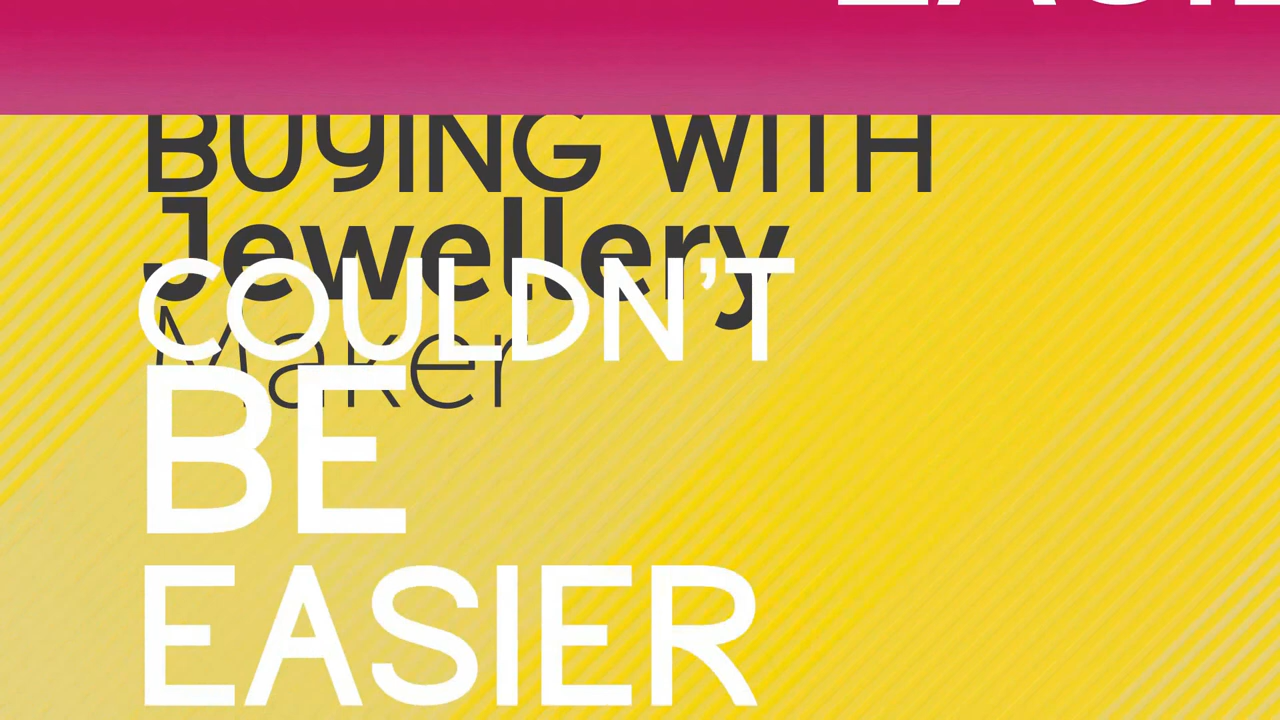 BUYING WITH
Jewellery
Maker
COULDN'T
BE
EASIER